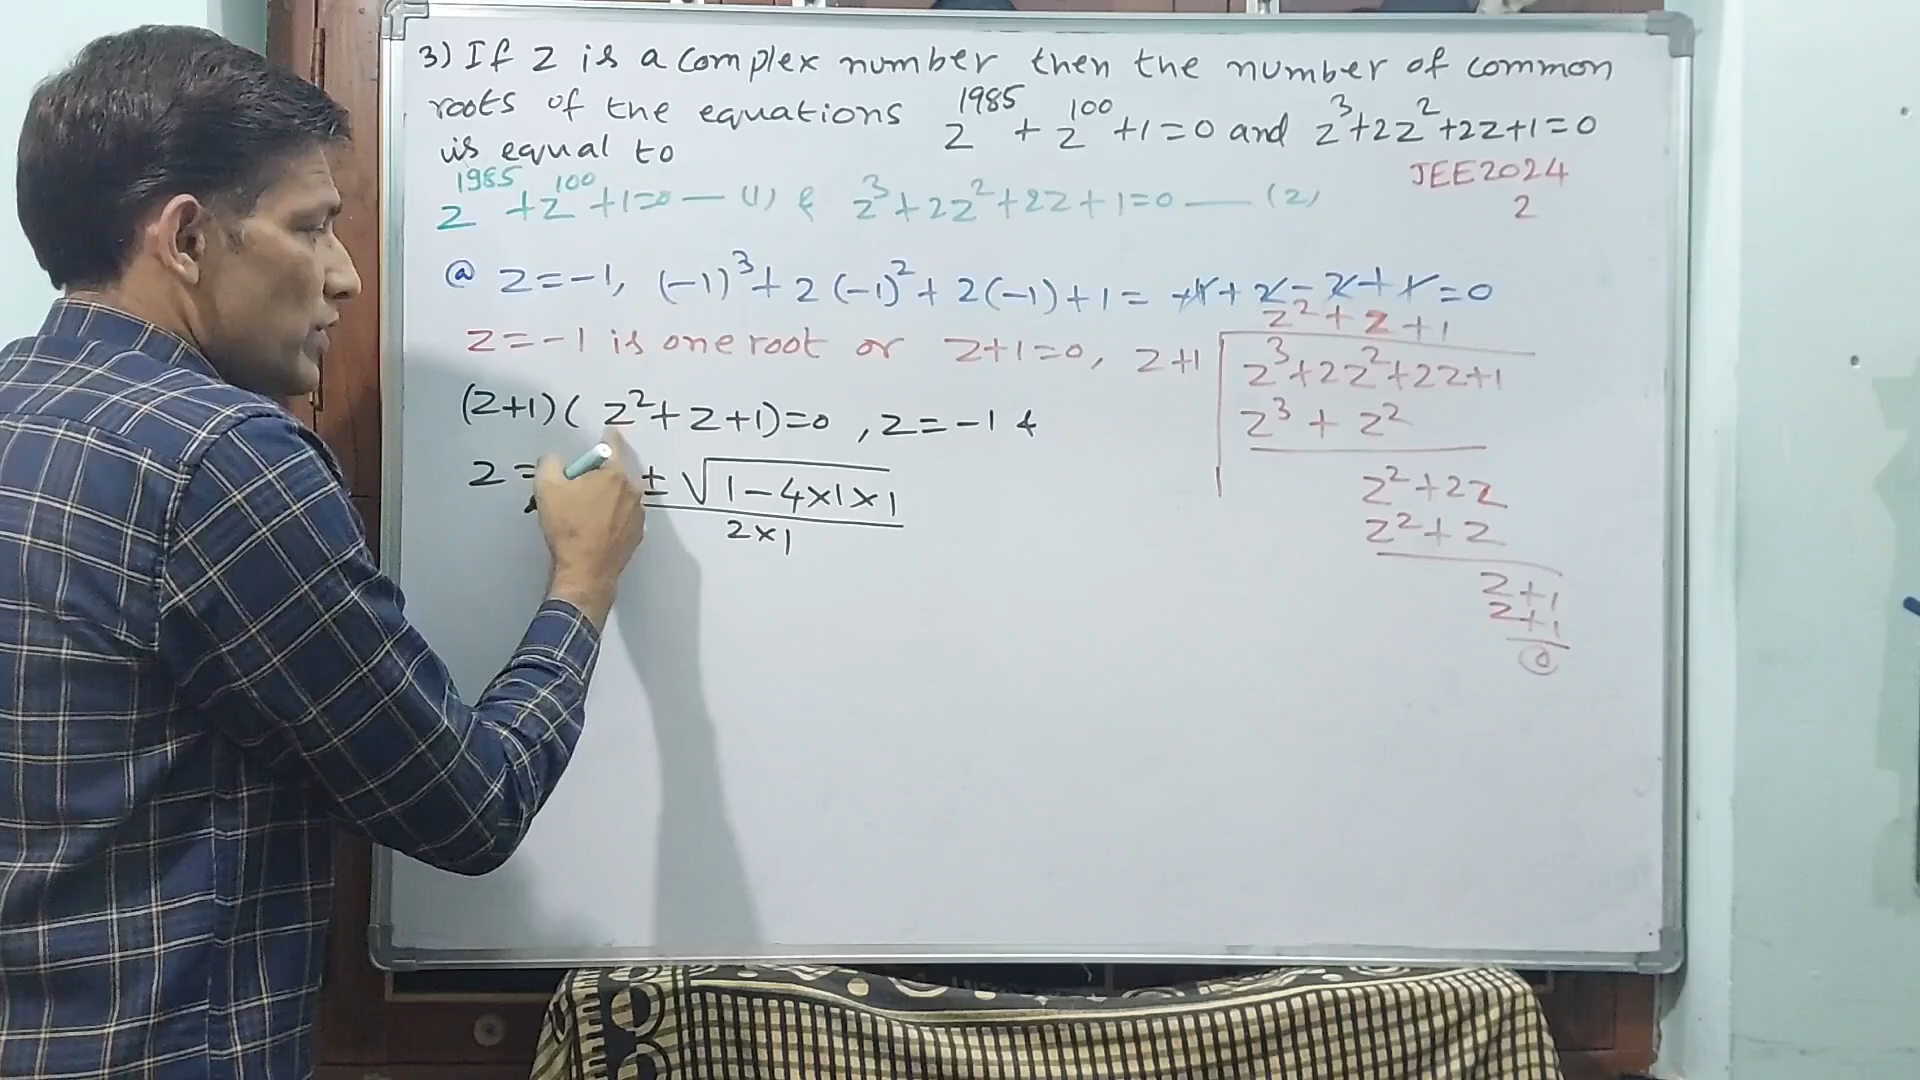 3) If z is a complex number then the number of common
roots of the equations z^1985 + z^100 + 1 = 0 and z^3 + 2z^2 + 2z + 1 = 0
is equal to
JEE 2024
2
z^1985 + z^100 + 1 = 0 — (1) & z^3 + 2z^2 + 2z + 1 = 0 — (2)
@ z = -1, (-1)^3 + 2(-1)^2 + 2(-1) + 1 = -1 + 2 - 2 + 1 = 0
z = -1 is one root or z + 1 = 0,
(z+1)(z^2 + z + 1) = 0, z = -1 &
z = ± √(1 - 4×1×1)
2×1
z^2 + z + 1
z+1 z^3 + 2z^2 + 2z + 1
z^3 + z^2
z^2 + 2z
z^2 + z
z + 1
z + 1
0